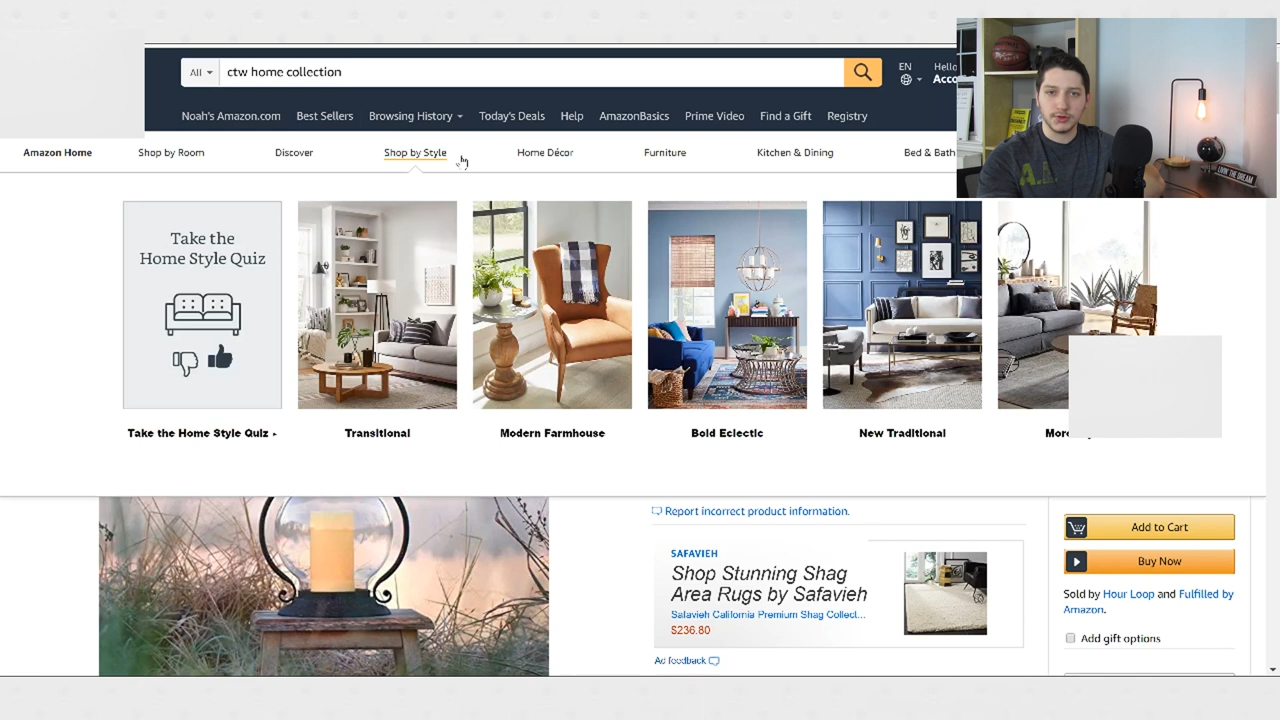 All
ctw home collection
EN
Hello
Acco
Noah's Amazon.com
Best Sellers
Browsing History
Today's Deals
Help
AmazonBasics
Prime Video
Find a Gift
Registry
Amazon Home
Shop by Room
Discover
Shop by Style
Home Décor
Furniture
Kitchen & Dining
Bed & Bath
LIVIN' THE DREAM
Take the
Home Style Quiz
Take the Home Style Quiz
Transitional
Modern Farmhouse
Bold Eclectic
New Traditional
More
Report incorrect product information.
SAFAVIEH
Shop Stunning Shag
Area Rugs by Safavieh
Safavieh California Premium Shag Collect...
$236.80
Ad feedback
Add to Cart
Buy Now
Sold by Hour Loop and Fulfilled by
Amazon.
Add gift options